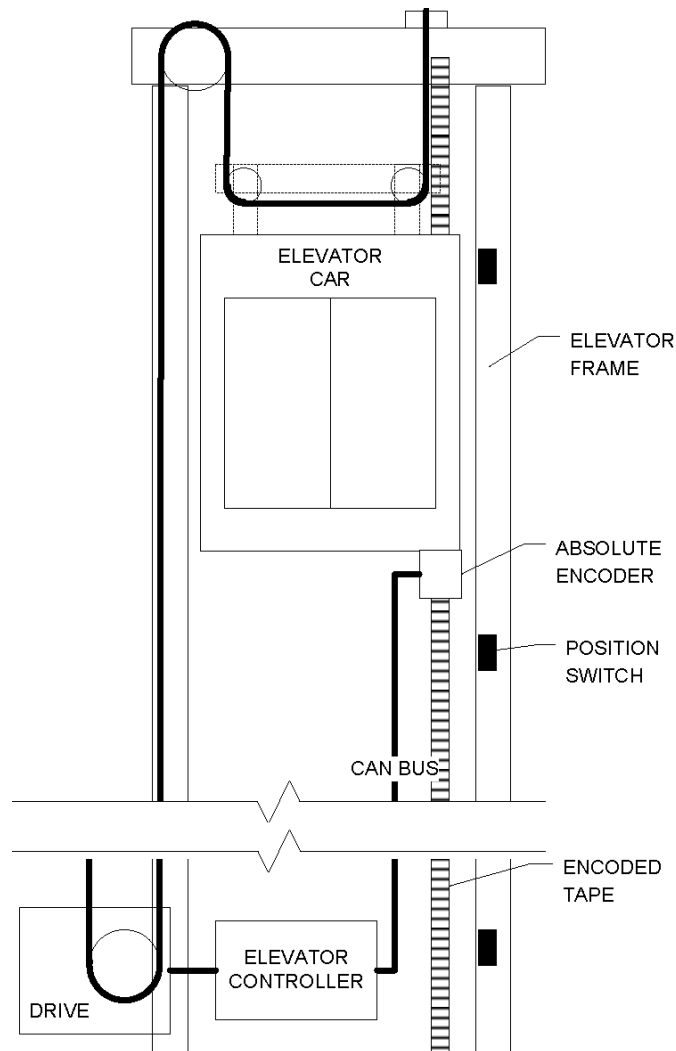 ELEVATOR
CAR
ELEVATOR
FRAME
ABSOLUTE
ENCODER
POSITION
SWITCH
CAN BUS
ENCODED
TAPE
ELEVATOR
CONTROLLER
DRIVE